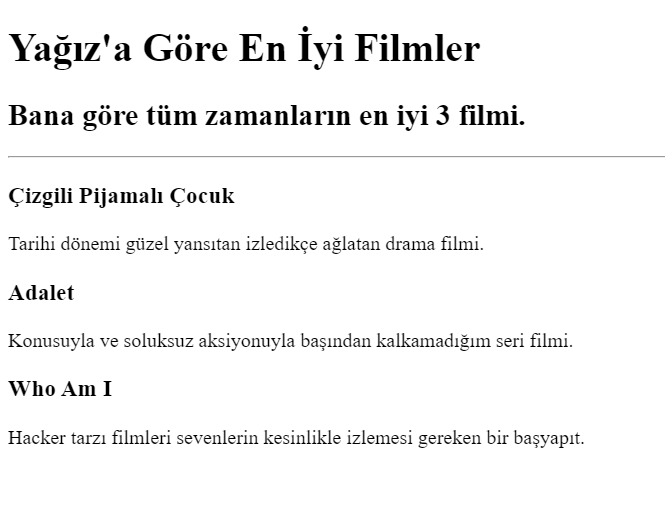 Yağız'a Göre En İyi Filmler
Bana göre tüm zamanların en iyi 3 filmi.
Çizgili Pijamalı Çocuk
Tarihi dönemi güzel yansıtan izledikçe ağlatan drama filmi.
Adalet
Konusuyla ve soluksuz aksiyonuyla başından kalkamadığım seri filmi.
Who Am I
Hacker tarzı filmleri sevenlerin kesinlikle izlemesi gereken bir başyapıt.